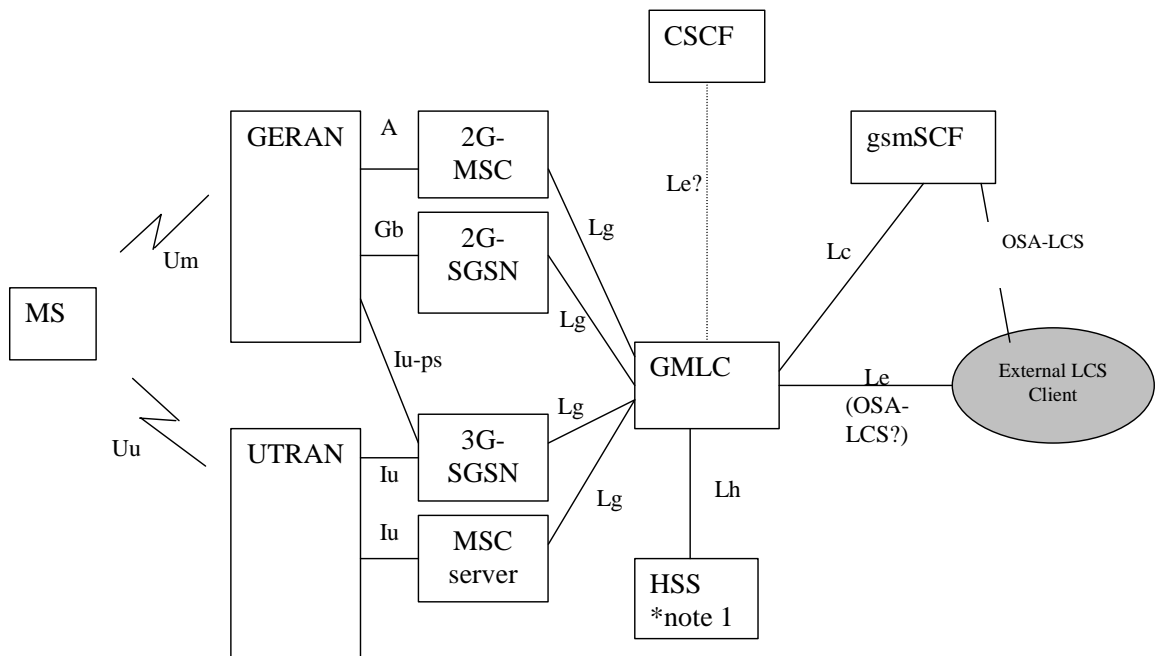 CSCF
GERAN
A
2G-
MSC
gsmSCF
Le?
Gb
2G-
SGSN
Lg
OSA-LCS
Um
Lc
MS
Lg
Iu-ps
GMLC
Le
(OSA-
LCS?)
External LCS
Client
Lg
3G-
SGSN
Uu
UTRAN
Iu
Lg
Lh
Iu
MSC
server
HSS
*note 1